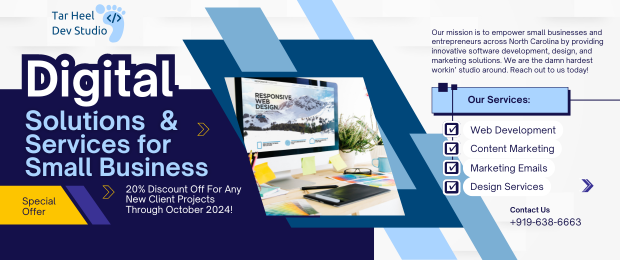 Tar Heel
Dev Studio
</>
Digital
Solutions &
Services for
Small Business
Special
Offer
20% Discount Off For Any
New Client Projects
Through October 2024!
RESPONSIVE
WEB
DESIGN
Our mission is to empower small businesses and
entrepreneurs across North Carolina by providing
innovative software development, design, and
marketing solutions. We are the damn hardest
workin' studio around. Reach out to us today!
Our Services:
Web Development
Content Marketing
Marketing Emails
Design Services
Contact Us
+919-638-6663